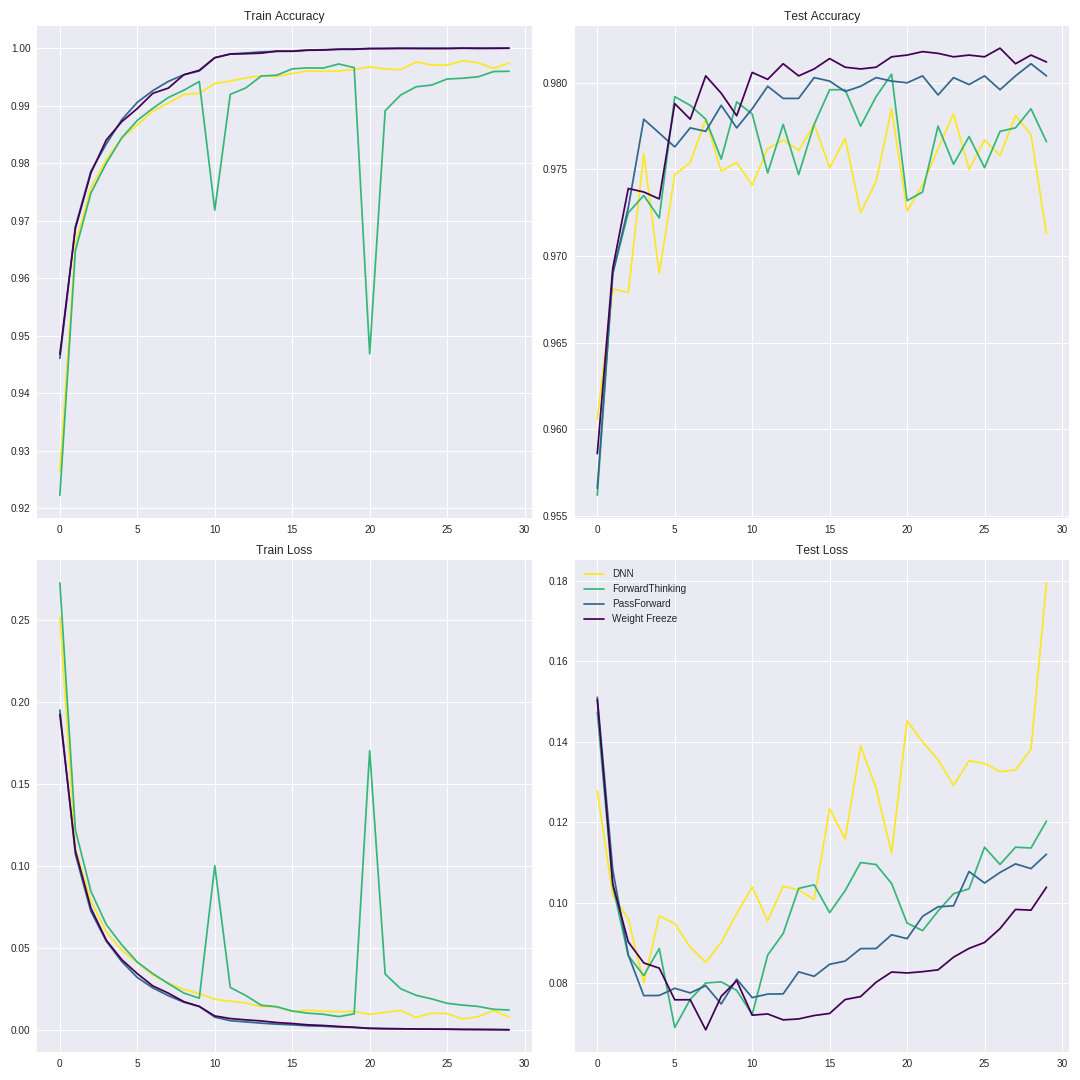 Train Accuracy
1.00
0.99
0.98
0.97
0.96
0.95
0.94
0.93
0.92
0 5 10 15 20 25 30
Test Accuracy
0.980
0.975
0.970
0.965
0.960
0.955
0 5 10 15 20 25 30
Train Loss
0.25
0.20
0.15
0.10
0.05
0.00
0 5 10 15 20 25 30
Test Loss
DNN
ForwardThinking
PassForward
Weight Freeze
0.18
0.16
0.14
0.12
0.10
0.08
0 5 10 15 20 25 30